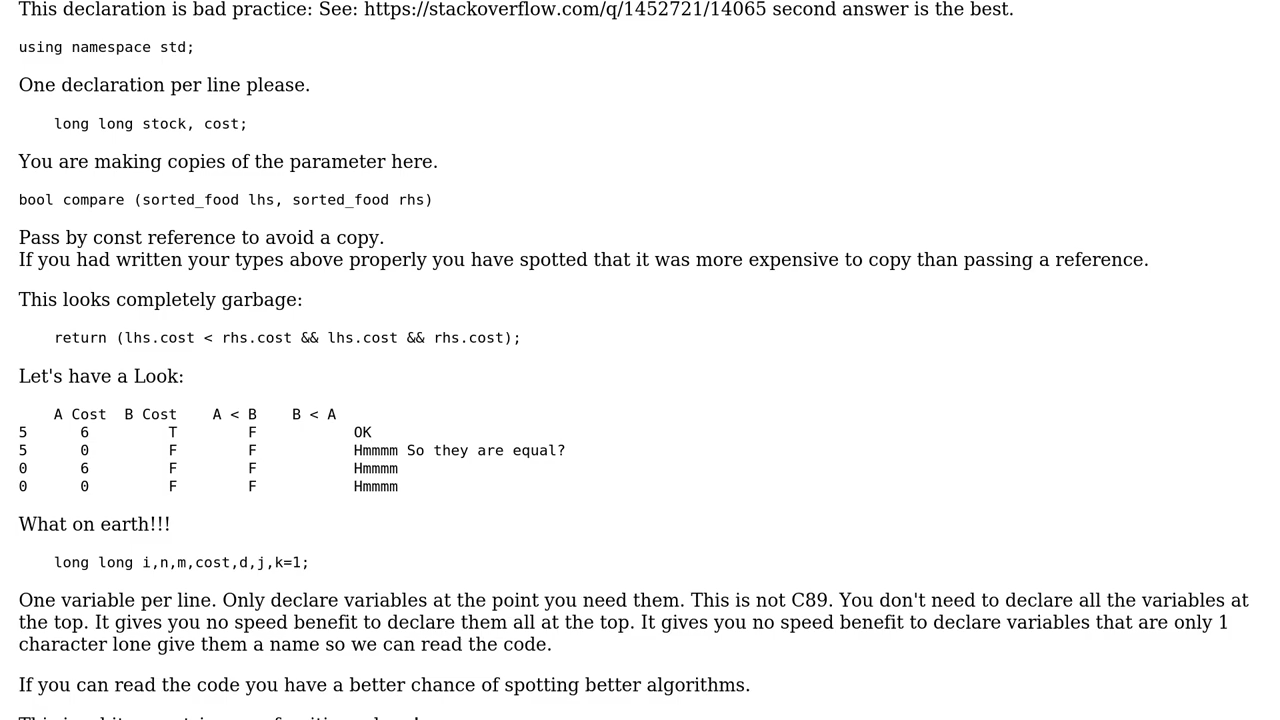 This declaration is bad practice: See: https://stackoverflow.com/q/1452721/14065 second answer is the best.
using namespace std;
One declaration per line please.
long long stock, cost;
You are making copies of the parameter here.
bool compare (sorted_food lhs, sorted_food rhs)
Pass by const reference to avoid a copy.
If you had written your types above properly you have spotted that it was more expensive to copy than passing a reference.
This looks completely garbage:
return (lhs.cost < rhs.cost && lhs.cost && rhs.cost);
Let's have a Look:
A Cost  B Cost    A < B    B < A
5      6         T        F           OK
5      0         F        F           Hmmmm So they are equal?
0      6         F        F           Hmmmm
0      0         F        F           Hmmmm
What on earth!!!
long long i,n,m,cost,d,j,k=1;
One variable per line. Only declare variables at the point you need them. This is not C89. You don't need to declare all the variables at
the top. It gives you no speed benefit to declare them all at the top. It gives you no speed benefit to declare variables that are only 1
character lone give them a name so we can read the code.
If you can read the code you have a better chance of spotting better algorithms.